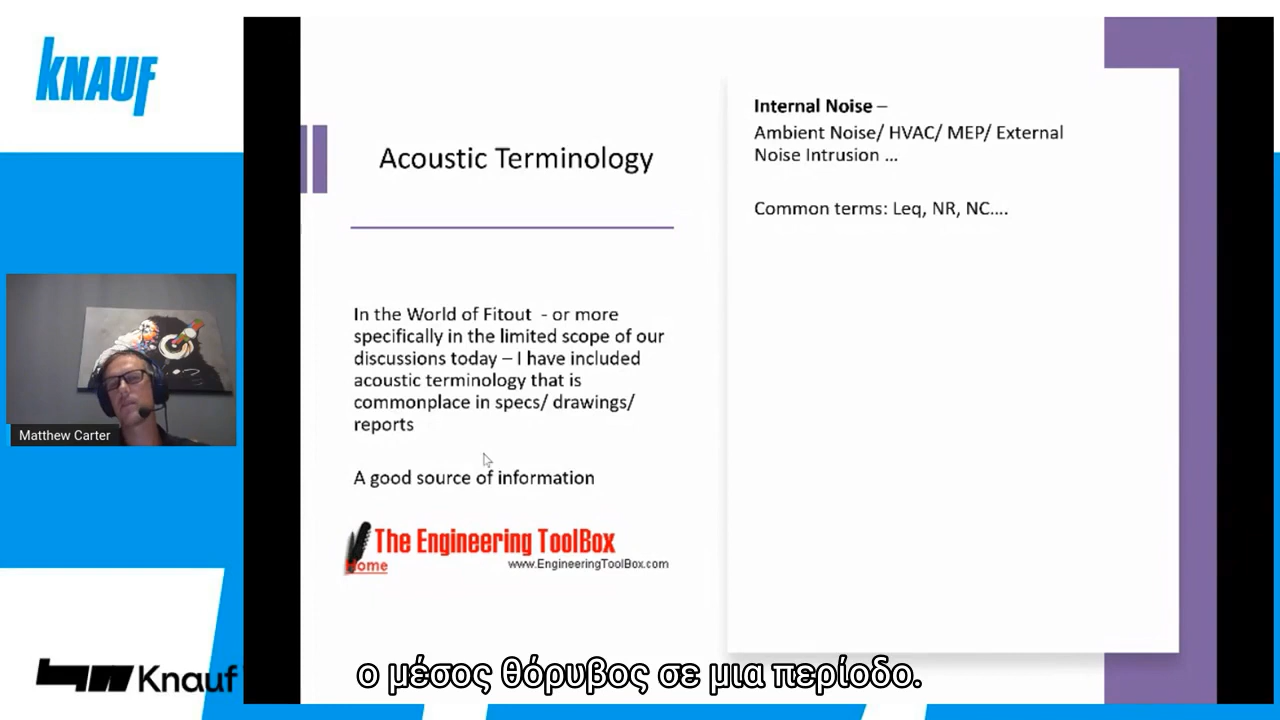 KNAUF
Acoustic Terminology
In the World of Fitout - or more
specifically in the limited scope of our
discussions today – I have included
acoustic terminology that is
commonplace in specs/ drawings/
reports
A good source of information
The Engineering ToolBox
Home
www.EngineeringToolBox.com
Internal Noise –
Ambient Noise/ HVAC/ MEP/ External
Noise Intrusion ...
Common terms: Leq, NR, NC....
Matthew Carter
Knauf
ο μέσος θόρυβος σε μια περίοδο.